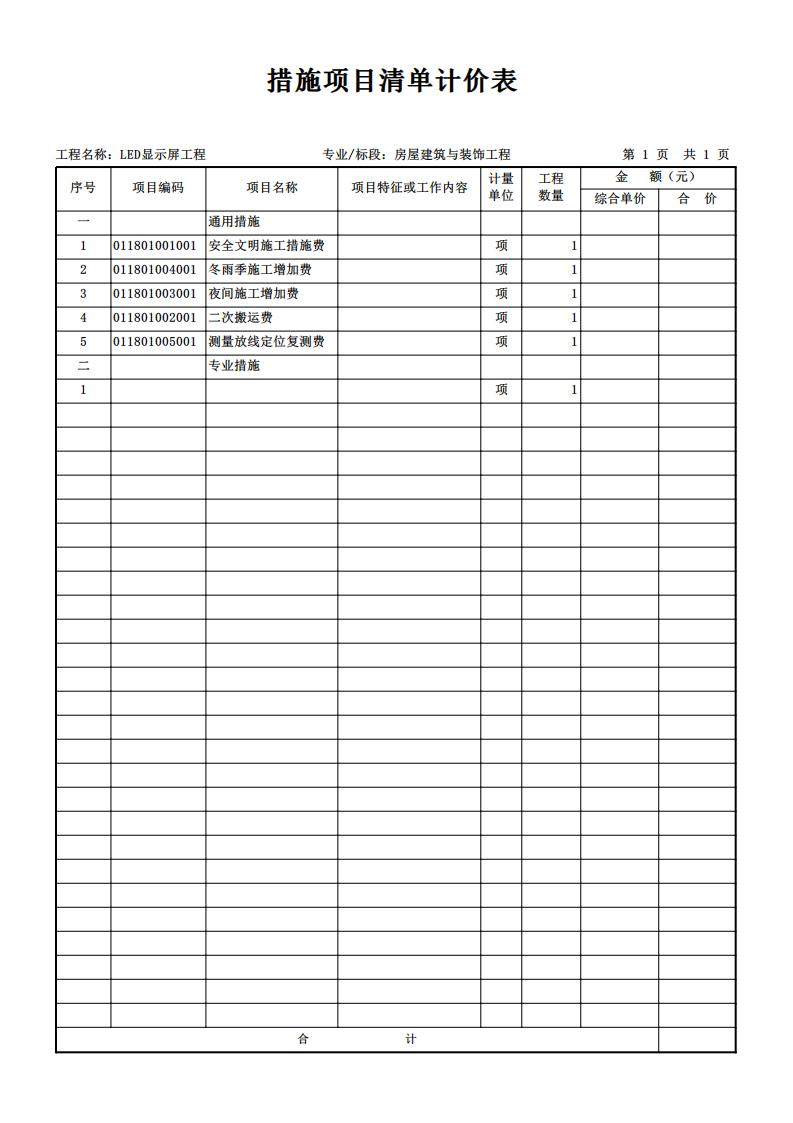 措施项目清单计价表
工程名称：LED显示屏工程 专业/标段：房屋建筑与装饰工程 第 1 页 共 1 页
序号 项目编码 项目名称 项目特征或工作内容 计量单位 工程数量 金 额（元）
综合单价 合 价
一 通用措施
1 011801001001 安全文明施工措施费 项 1
2 011801004001 冬雨季施工增加费 项 1
3 011801003001 夜间施工增加费 项 1
4 011801002001 二次搬运费 项 1
5 011801005001 测量放线定位复测费 项 1
二 专业措施
1 项 1
合 计